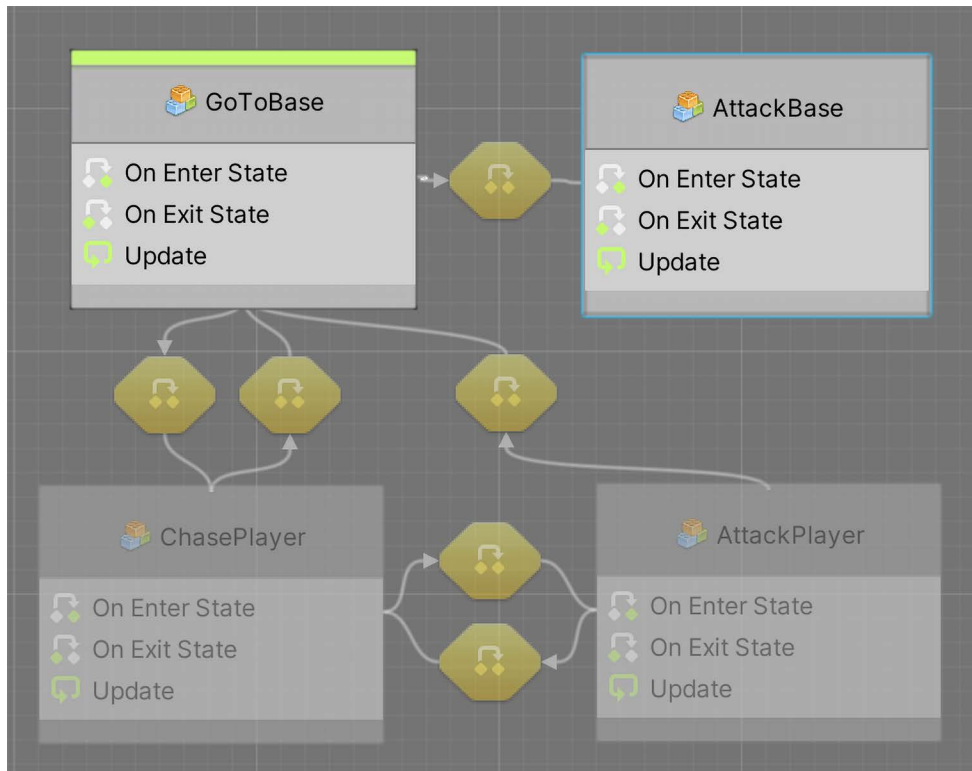 GoToBase
On Enter State
On Exit State
Update
AttackBase
On Enter State
On Exit State
Update
ChasePlayer
On Enter State
On Exit State
Update
AttackPlayer
On Enter State
On Exit State
Update